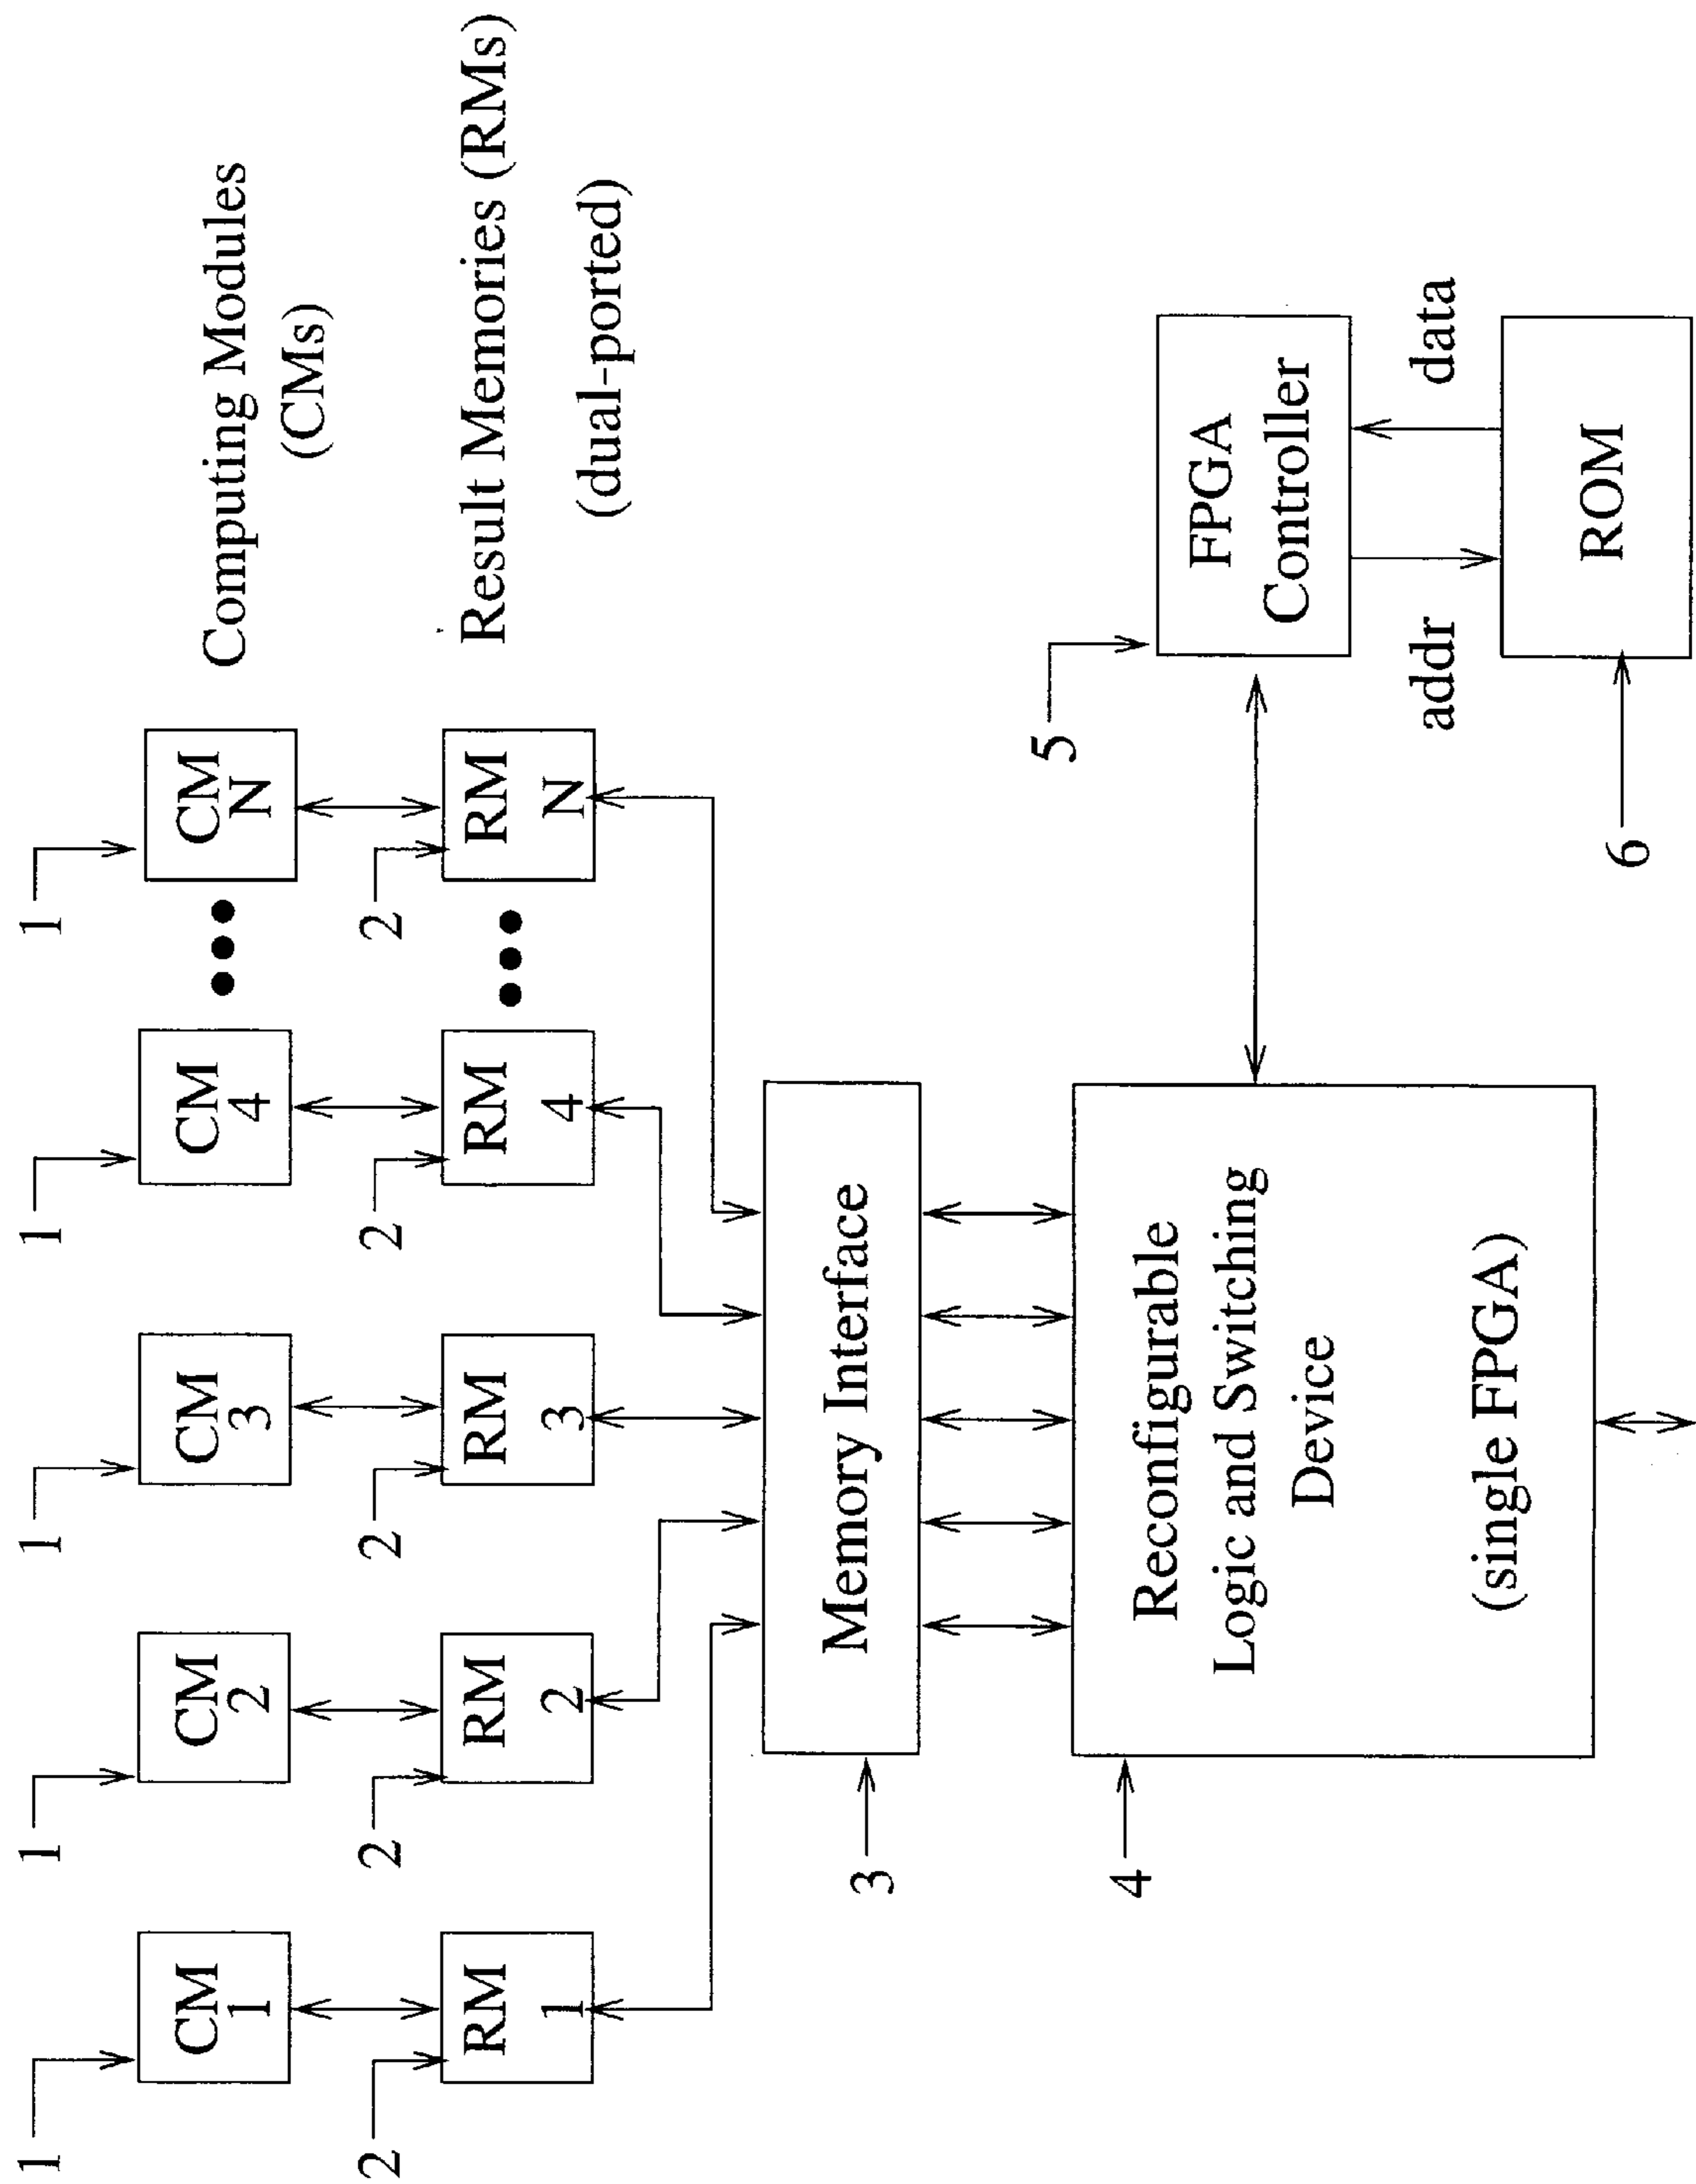 1 1 1 1 1
CM 1
CM 2
CM 3
CM 4
CM N
Computing Modules
(CMs)
2 2 2 2 2
RM 1
RM 2
RM 3
RM 4
RM N
Result Memories (RMs)
(dual-ported)
3
Memory Interface
4
Reconfigurable
Logic and Switching
Device
(single FPGA)
5
FPGA
Controller
addr
data
6
ROM